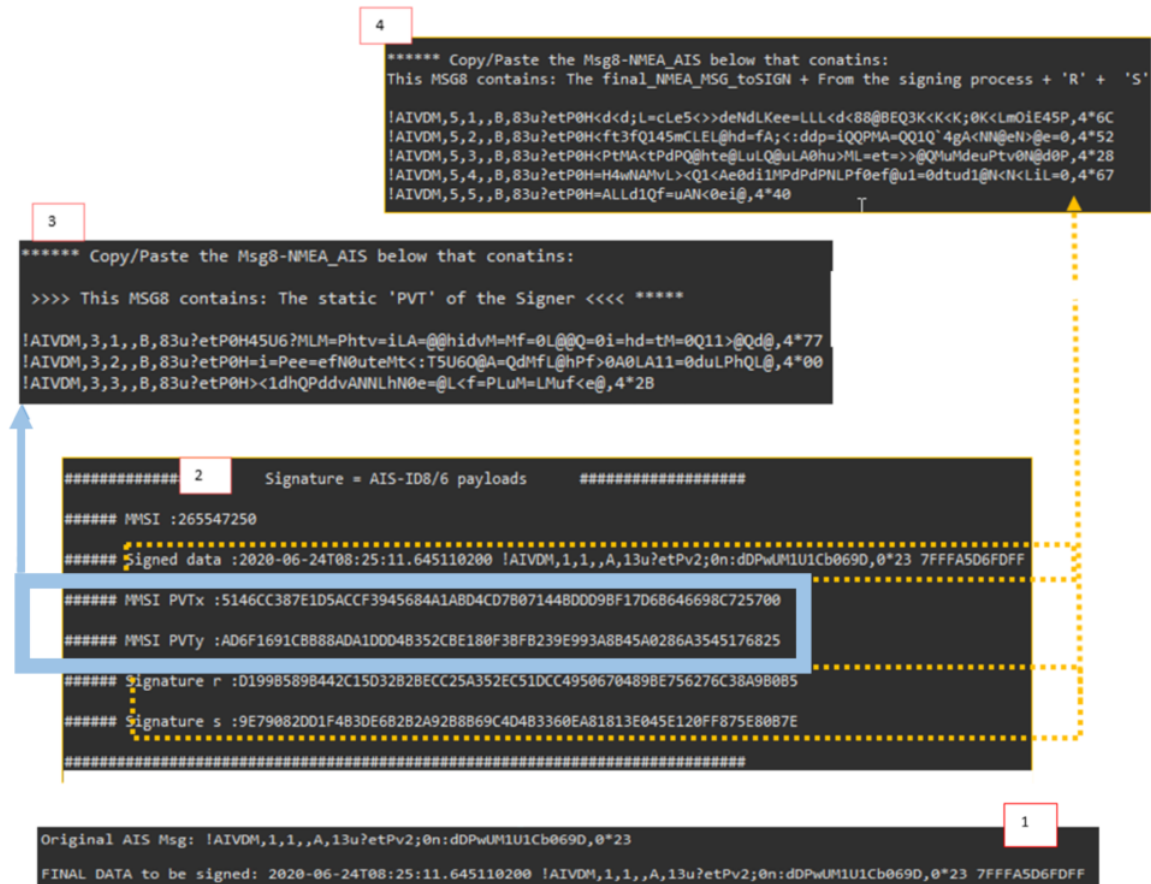 4
****** Copy/Paste the Msg8-NMEA_AIS below that conatins:
This MSG8 contains: The final_NMEA_MSG_toSIGN + From the signing process + 'R' + 'S'
!AIVDM,5,1,,B,83u?etP0H<d<d;L=cLe5<>>deNdLKee=LLL<d<88@BEQ3K<K<K;0K<LmOiE45P,4*6C
!AIVDM,5,2,,B,83u?etP0H<ft3fQ145mCLEL@hd=fA;<:ddp=iQQPMA=QQ1Q`4gA<NN@eN>@e=0,4*52
!AIVDM,5,3,,B,83u?etP0H<PtMA<tPdPQ@hte@LuLQ@uLA0hu>ML=et=>>@QMuMdeuPtv0N@d0P,4*28
!AIVDM,5,4,,B,83u?etP0H=H4wNAMvL><Q1<Ae0di1MPdPdPNLPf0ef@u1=0dtud1@N<N<LiL=0,4*67
!AIVDM,5,5,,B,83u?etP0H=ALLd1Qf=uAN<0ei@,4*40
3
****** Copy/Paste the Msg8-NMEA_AIS below that conatins:
>>>> This MSG8 contains: The static 'PVT' of the Signer <<<< *****
!AIVDM,3,1,,B,83u?etP0H45U6?MLM=Phtv=iLA=@@hidvM=Mf=0L@@Q=0i=hd=tM=0Q11>@Qd@,4*77
!AIVDM,3,2,,B,83u?etP0H=i=Pee=efN0uteMt<:T5U6O@A=QdMfL@hPf>0A0LA11=0duLPhQL@,4*00
!AIVDM,3,3,,B,83u?etP0H><1dhQPddvANNLhN0e=@L<f=PLuM=LMuf<e@,4*2B
############# 2 Signature = AIS-ID8/6 payloads ###################
###### MMSI :265547250
###### Signed data :2020-06-24T08:25:11.645110200 !AIVDM,1,1,,A,13u?etPv2;0n:dDPwUM1U1Cb069D,0*23 7FFFA5D6FDFF
###### MMSI PVTx :5146CC387E1D5ACCF3945684A1ABD4CD7B07144BDDD9BF17D6B646698C725700
###### MMSI PVTy :AD6F1691CBB88ADA1DDD4B352CBE180F3BFB239E993A8B45A0286A3545176825
###### Signature r :D199B589B442C15D32B2BECC25A352EC51DCC4950670489BE756276C38A9B0B5
###### Signature s :9E79082DD1F4B3DE6B2B2A92B8B69C4D4B3360EA81813E045E120FF875E80B7E
##############################################################################
1
Original AIS Msg: !AIVDM,1,1,,A,13u?etPv2;0n:dDPwUM1U1Cb069D,0*23
FINAL DATA to be signed: 2020-06-24T08:25:11.645110200 !AIVDM,1,1,,A,13u?etPv2;0n:dDPwUM1U1Cb069D,0*23 7FFFA5D6FDFF